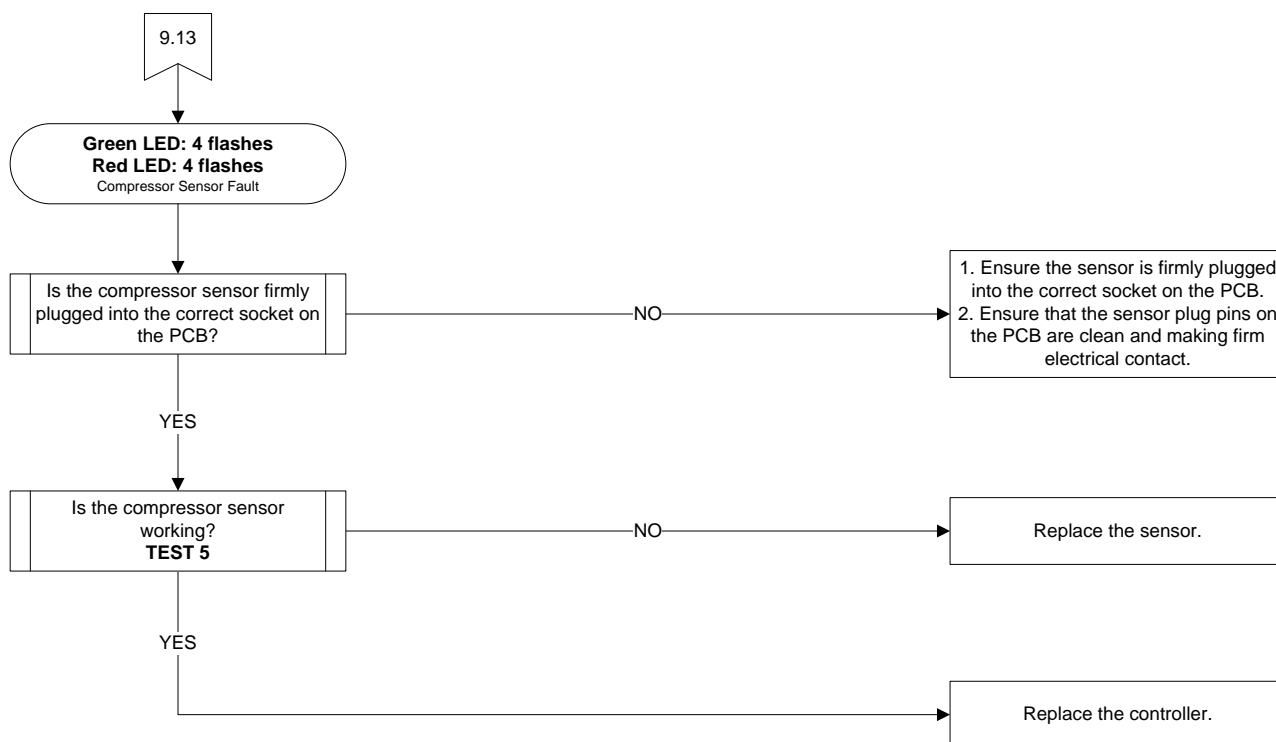 9.13
Green LED: 4 flashes
Red LED: 4 flashes
Compressor Sensor Fault
Is the compressor sensor firmly
plugged into the correct socket on
the PCB?
NO
1. Ensure the sensor is firmly plugged
into the correct socket on the PCB.
2. Ensure that the sensor plug pins on
the PCB are clean and making firm
electrical contact.
YES
Is the compressor sensor
working?
TEST 5
NO
Replace the sensor.
YES
Replace the controller.